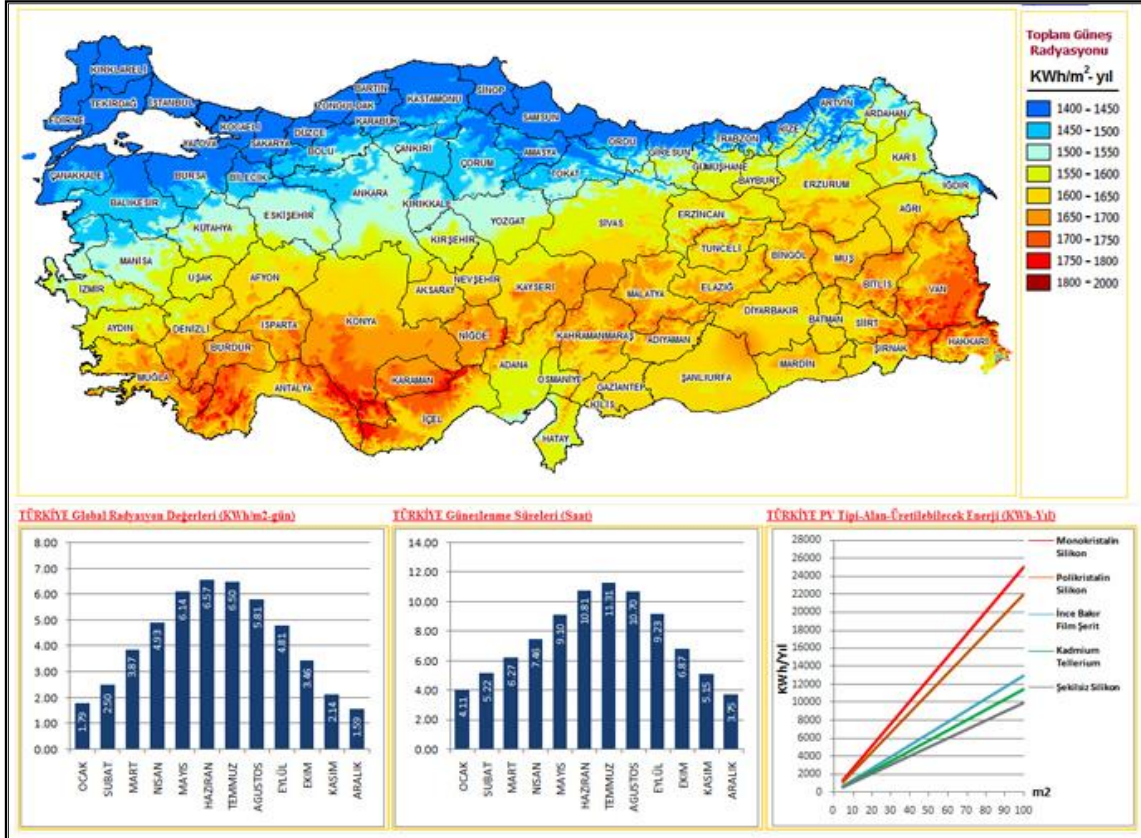 Toplam Güneş
Radyasyonu
KWh/m²- yıl
1400 - 1450
1450 - 1500
1500 - 1550
1550 - 1600
1600 - 1650
1650 - 1700
1700 - 1750
1750 - 1800
1800 - 2000
KIRKLARELİ
TEKİRDAĞ
İSTANBUL
EDİRNE
YALOVA
KOCAELİ
SAKARYA
DÜZCE
ZONGULDAK
BARTIN
KARABÜK
KASTAMONU
SİNOP
SAMSUN
BOLU
ÇANKIRI
ÇORUM
AMASYA
TOKAT
ORDU
GİRESUN
TRABZON
RİZE
ARTVİN
ARDAHAN
KARS
IĞDIR
GÜMÜŞHANE
BAYBURT
ERZURUM
AĞRI
ÇANAKKALE
BURSA
BİLECİK
BALIKESİR
ESKİŞEHİR
ANKARA
KIRIKKALE
YOZGAT
SİVAS
ERZİNCAN
KÜTAHYA
KIRŞEHİR
TUNCELİ
BİNGÖL
MUŞ
MANİSA
UŞAK
AFYON
AKSARAY
NEVŞEHİR
KAYSERİ
MALATYA
ELAZIĞ
BİTLİS
VAN
İZMİR
AYDIN
DENİZLİ
ISPARTA
KONYA
NİĞDE
KAHRAMANMARAŞ
ADIYAMAN
DİYARBAKIR
BATMAN
SİİRT
BURDUR
HAKKARİ
ŞIRNAK
MUĞLA
ANTALYA
KARAMAN
ADANA
OSMANİYE
GAZİANTEP
ŞANLIURFA
MARDİN
İÇEL
KİLİS
HATAY
TÜRKİYE Global Radyasyon Değerleri (KWh/m2-gün)
8.00
7.00
6.00
5.00
4.00
3.00
2.00
1.00
0.00
1.79
2.50
3.87
4.93
6.14
6.57
6.50
5.81
4.81
3.46
2.14
1.59
OCAK
SUBAT
MART
NİSAN
MAYIS
HAZIRAN
TEMMUZ
AGUSTOS
EYLÜL
EKIM
KASIM
ARALIK
TÜRKİYE Güneşlenme Süreleri (Saat)
14.00
12.00
10.00
8.00
6.00
4.00
2.00
0.00
4.11
5.22
6.27
7.46
9.10
10.81
11.31
10.70
9.23
6.87
5.15
3.75
OCAK
SUBAT
MART
NISAN
MAYIS
HAZIRAN
TEMMUZ
AGUSTOS
EYLÜL
EKIM
KASIM
ARALIK
TÜRKİYE PV Tipi-Alan-Üretilebilecek Enerji (KWh-Yıl)
KWh/Yıl
28000
26000
24000
22000
20000
18000
16000
14000
12000
10000
8000
6000
4000
2000
0
0 10 20 30 40 50 60 70 80 90 100
m2
Monokristalin
Silikon
Polikristalin
Silikon
İnce Bakır
Film Şerit
Kadmium
Tellerium
Şekilsiz Silikon